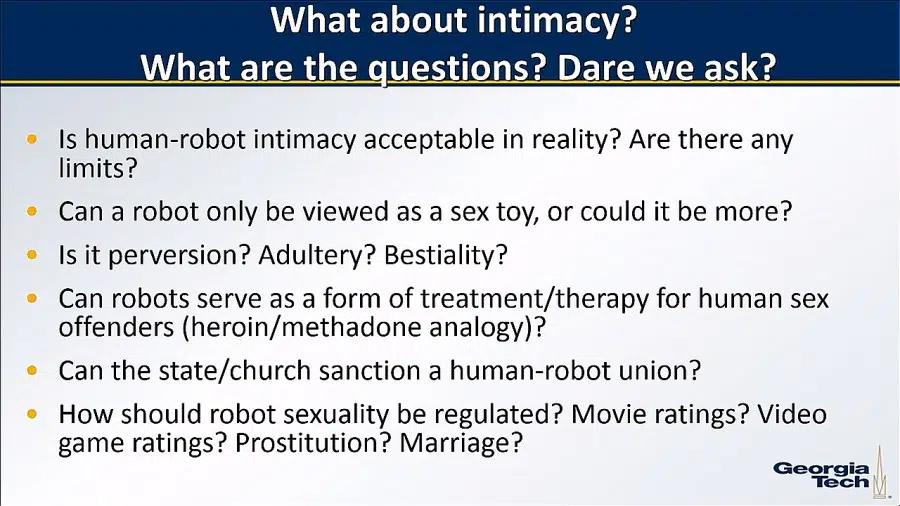 What about intimacy?
What are the questions? Dare we ask?
• Is human-robot intimacy acceptable in reality? Are there any
limits?
• Can a robot only be viewed as a sex toy, or could it be more?
• Is it perversion? Adultery? Bestiality?
• Can robots serve as a form of treatment/therapy for human sex
offenders (heroin/methadone analogy)?
• Can the state/church sanction a human-robot union?
• How should robot sexuality be regulated? Movie ratings? Video
game ratings? Prostitution? Marriage?
Georgia
Tech